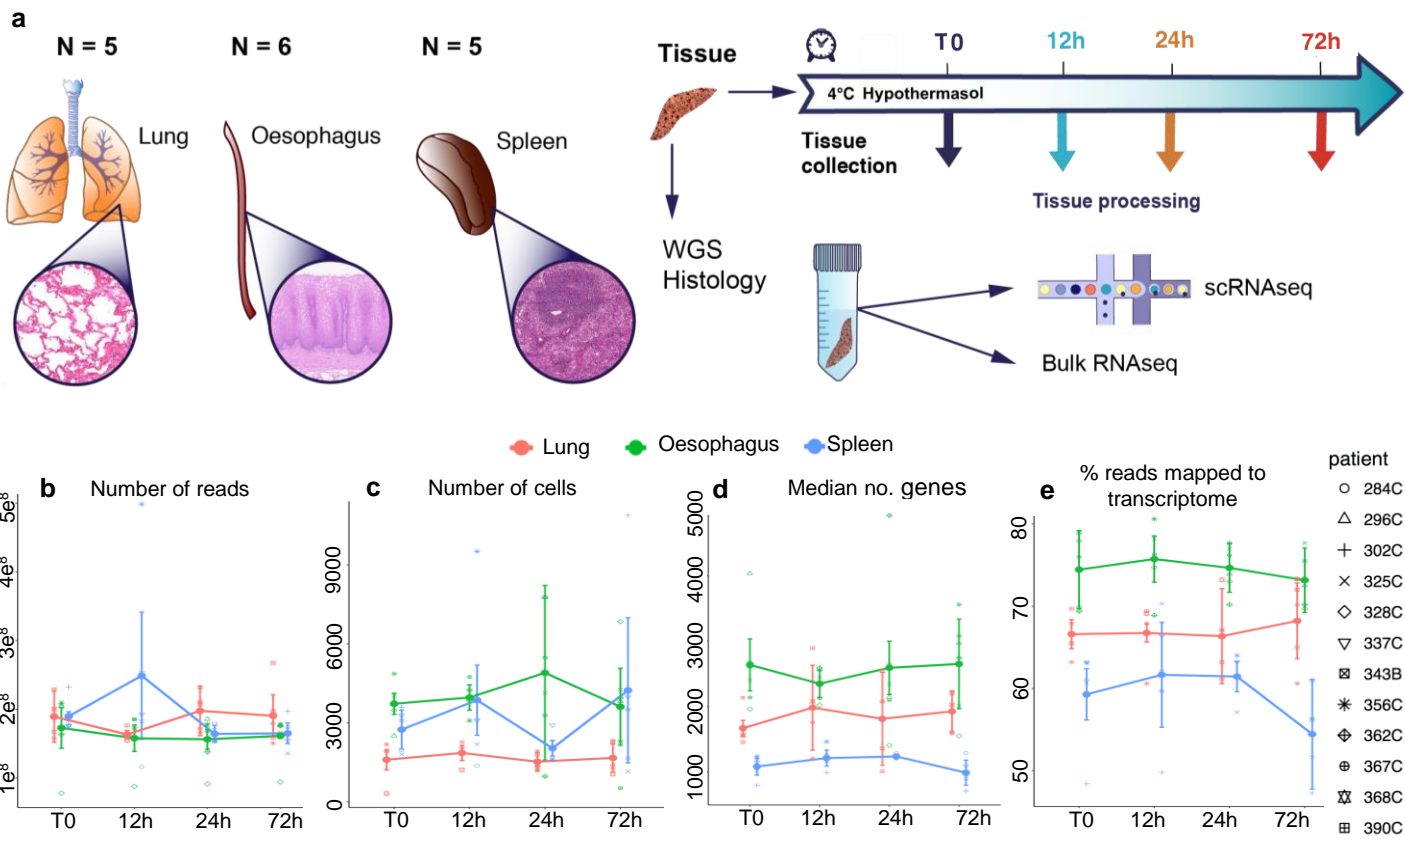 a
N = 5
N = 6
N = 5
Lung
Oesophagus
Spleen
Tissue
T0
12h
24h
72h
4°C Hypothermasol
Tissue
collection
Tissue processing
WGS
Histology
scRNAseq
Bulk RNAseq
Lung
Oesophagus
Spleen
b
Number of reads
5e⁸
4e⁸
3e⁸
2e⁸
1e⁸
T0
12h
24h
72h
c
Number of cells
9000
6000
3000
0
T0
12h
24h
72h
d
Median no. genes
5000
4000
3000
2000
1000
T0
12h
24h
72h
e
% reads mapped to
transcriptome
80
70
60
50
T0
12h
24h
72h
patient
284C
296C
302C
325C
328C
337C
343B
356C
362C
367C
368C
390C